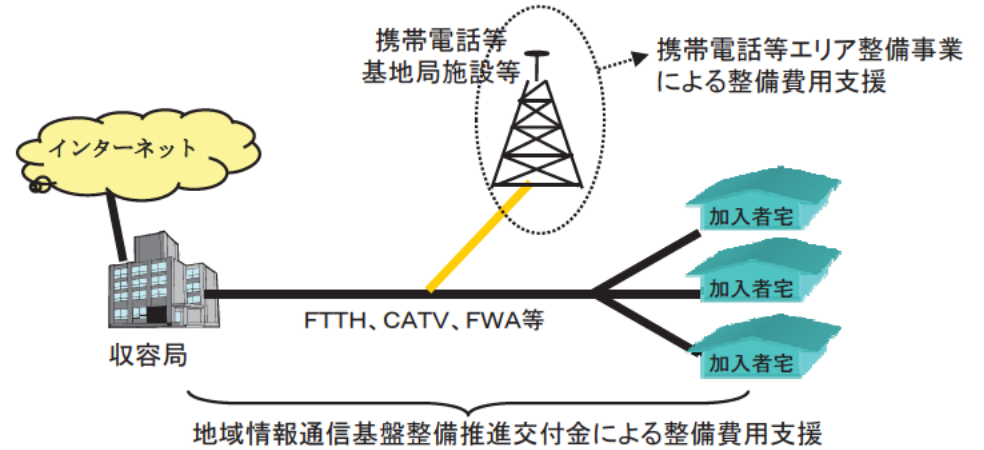 携帯電話等
基地局施設等
携帯電話等エリア整備事業
による整備費用支援
インターネット
加入者宅
加入者宅
加入者宅
FTTH、CATV、FWA等
収容局
地域情報通信基盤整備推進交付金による整備費用支援